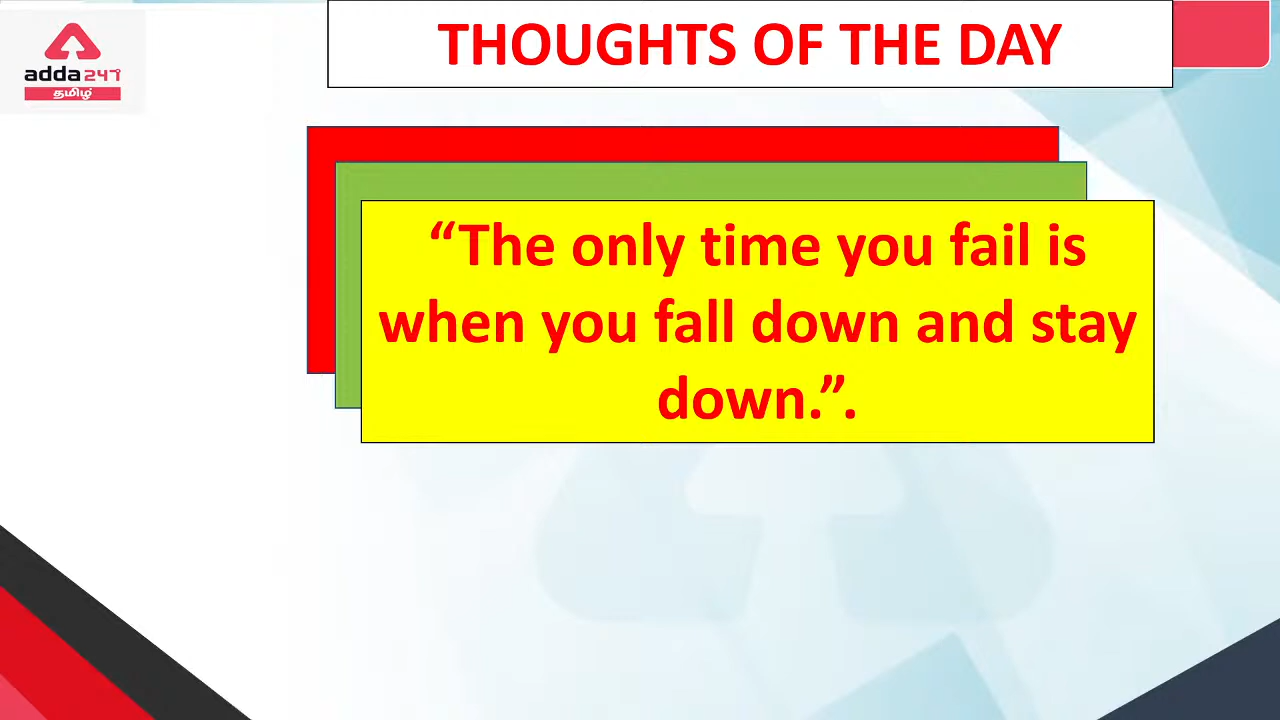 THOUGHTS OF THE DAY
adda247
தமிழ்
“The only time you fail is
when you fall down and stay
down.”.